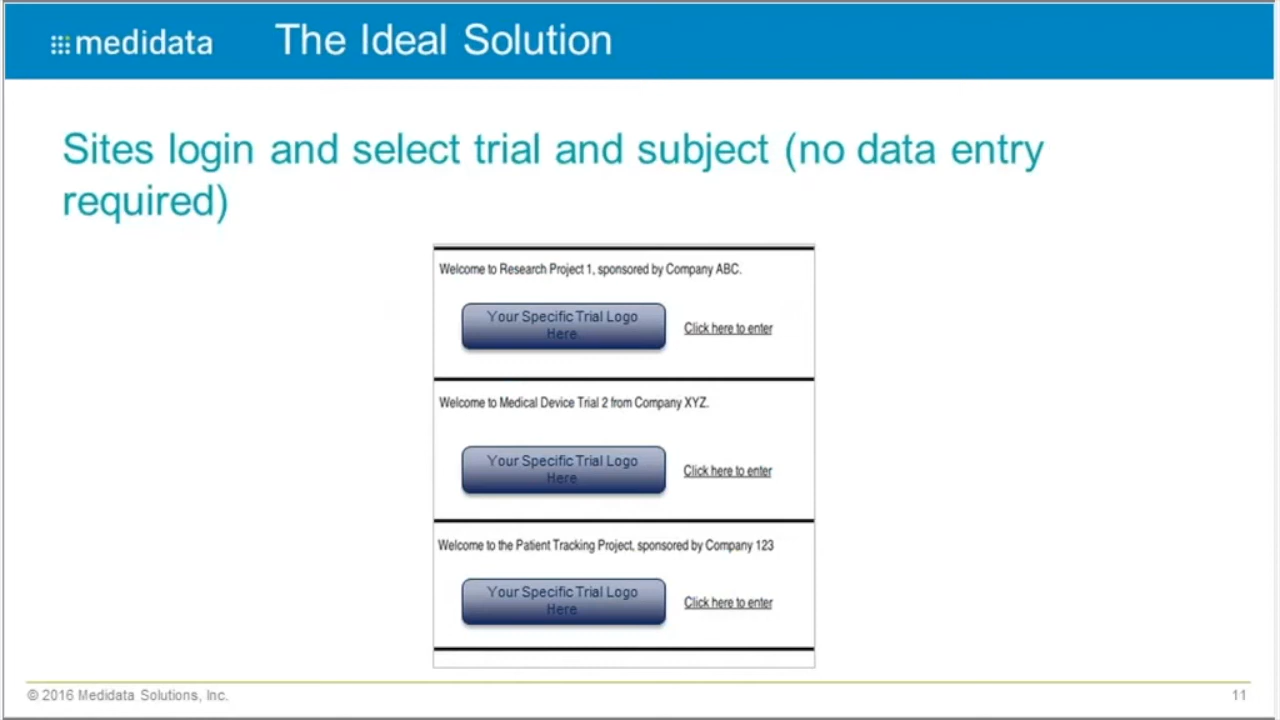 medidata
The Ideal Solution
Sites login and select trial and subject (no data entry
required)
Welcome to Research Project 1, sponsored by Company ABC.
Your Specific Trial Logo
Here
Click here to enter
Welcome to Medical Device Trial 2 from Company XYZ.
Your Specific Trial Logo
Here
Click here to enter
Welcome to the Patient Tracking Project, sponsored by Company 123
Your Specific Trial Logo
Here
Click here to enter
© 2016 Medidata Solutions, Inc.
11